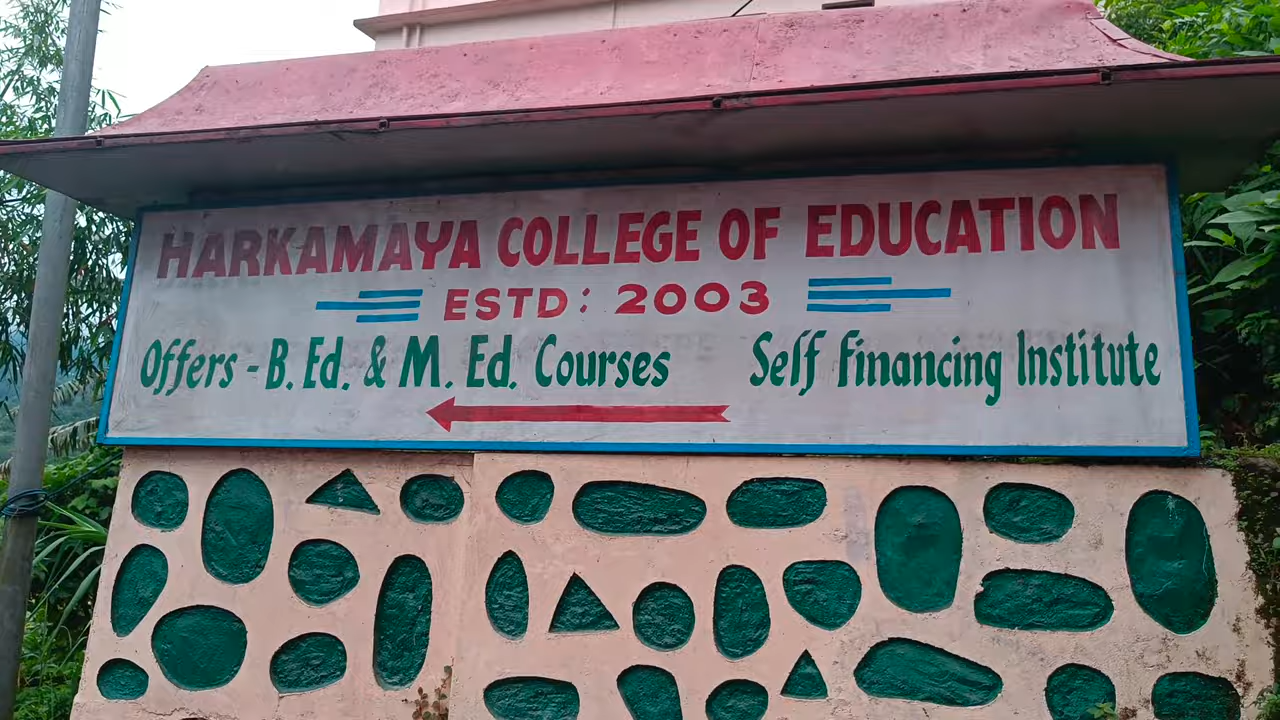 HARKAMAYA COLLEGE OF EDUCATION
ESTD: 2003
Offers - B. Ed. & M. Ed. Courses Self Financing Institute